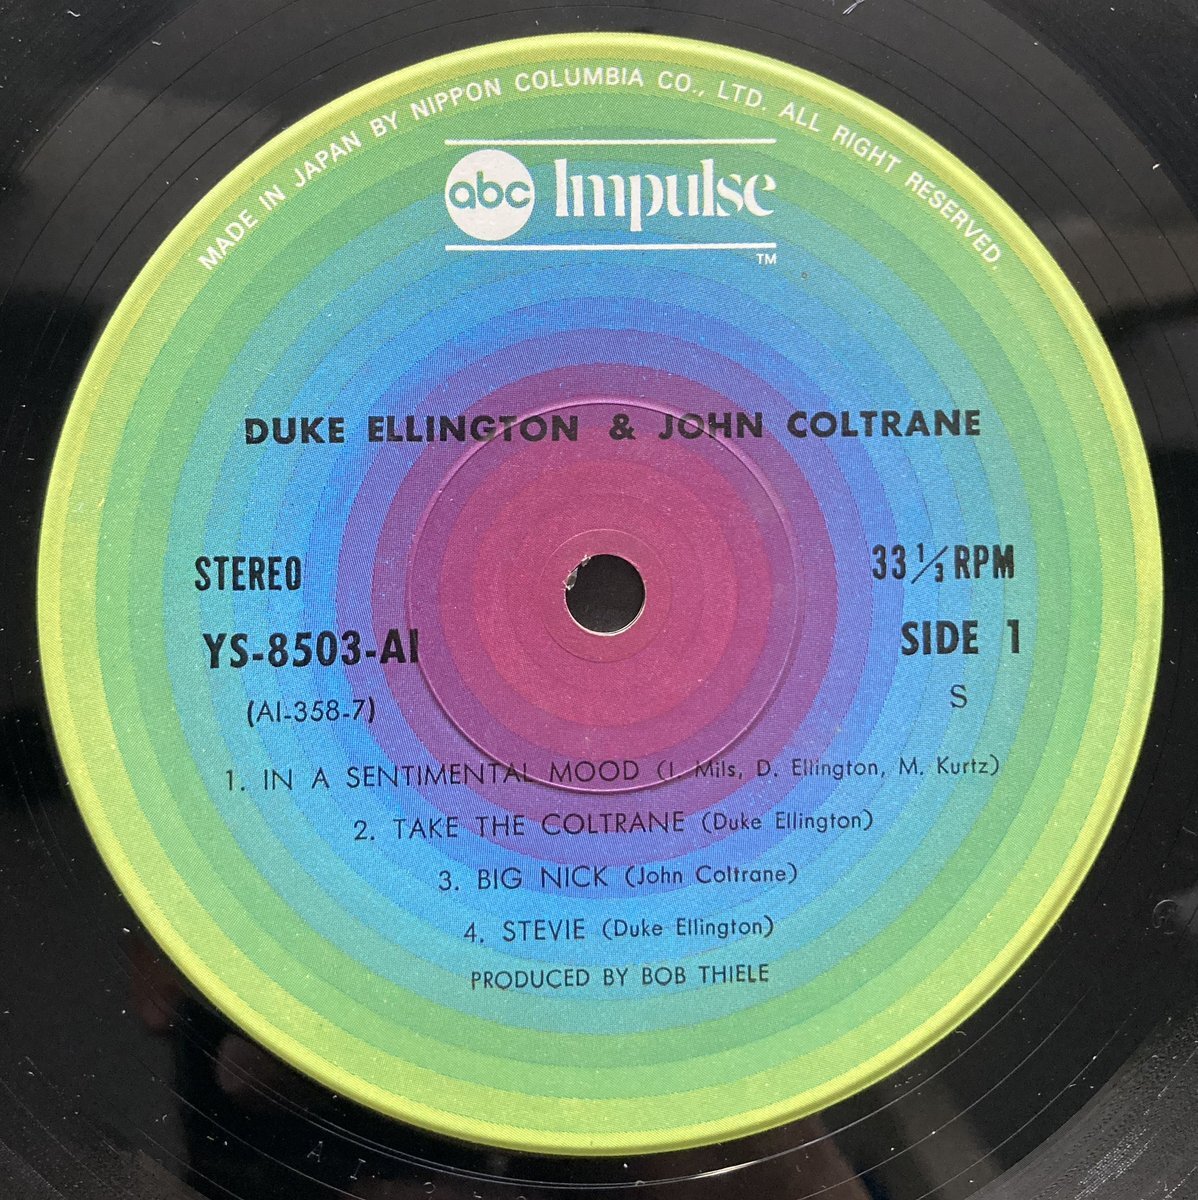 MADE IN JAPAN BY NIPPON COLUMBIA CO., LTD. ALL RIGHT RESERVED.
abc Impulse
TM
DUKE ELLINGTON & JOHN COLTRANE
STEREO 33 1/3 RPM
YS-8503-AI SIDE 1
(AI-358-7) S
1. IN A SENTIMENTAL MOOD (I. Mils, D. Ellington, M. Kurtz)
2. TAKE THE COLTRANE (Duke Ellington)
3. BIG NICK (John Coltrane)
4. STEVIE (Duke Ellington)
PRODUCED BY BOB THIELE